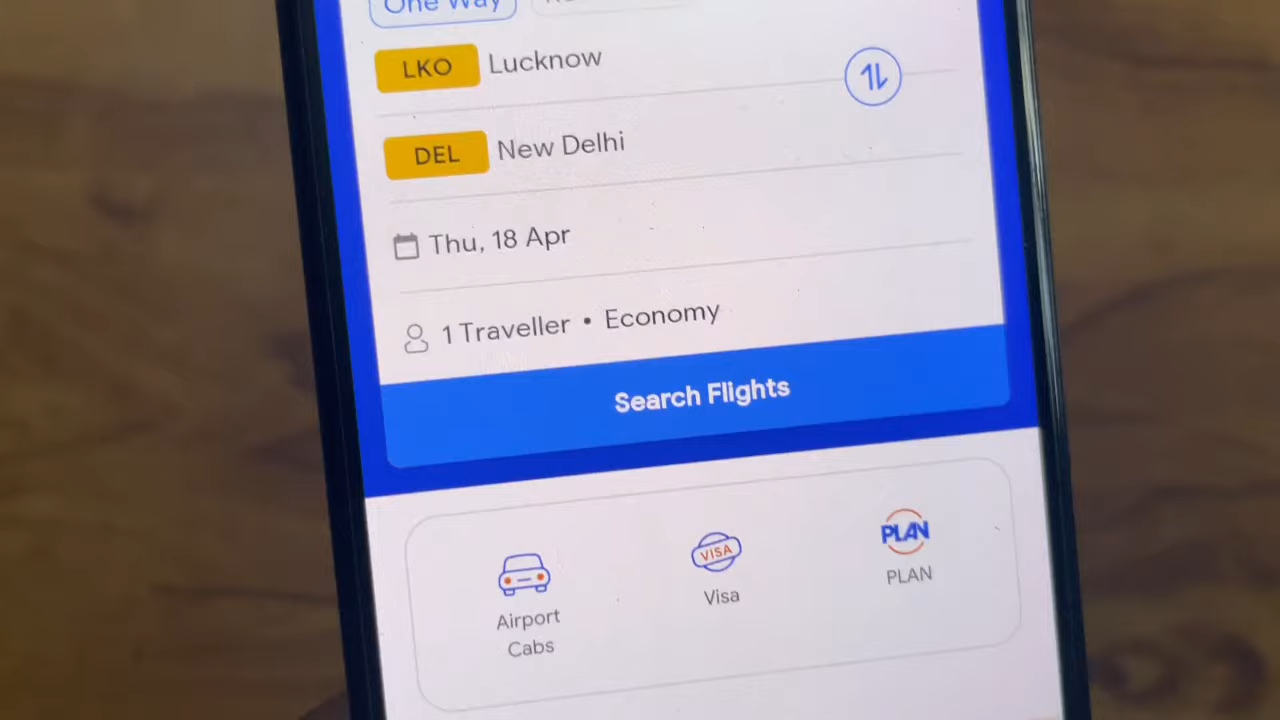 One Way
LKO Lucknow
DEL New Delhi
Thu, 18 Apr
1 Traveller • Economy
Search Flights
VISA
PLAN
Airport
Cabs
Visa
PLAN